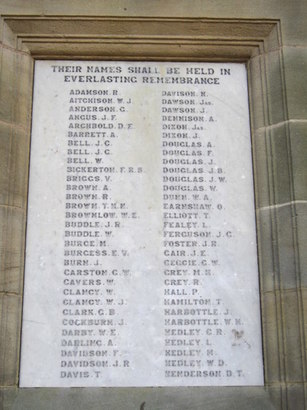 THEIR NAMES SHALL BE HELD IN
EVERLASTING REMEMBRANCE
ADAMSON. R
AITCHISON. W. J
ANDERSON. G.
ANGUS. J. F
ARCHBOLD. D. E
BARRETT. A
BELL. J. C.
BELL. J. C.
BELL. W.
BICKERTON. F. R. B
BRIGGS. V
BROWN. A.
BROWN. R.
BROWN. T. M. N.
BROWNLOW. W. E.
BUDDLE. J. R.
BUDDLE. W.
BURGE. M.
BURGESS. E. V.
BURN. J.
CARSTON. G. W.
CAVERS. W.
CLANCY. W.
CLANCY. W. J.
CLARK. G. B
COCKBURN. J.
DARBY. W. E.
DARLING. A.
DAVIDSON. F.
DAVIDSON. J. R
DAVIS. T
DAVISON. N.
DAWSON. Jas.
DAWSON. J.
DENNISON. A
DIXON. Jas
DIXON. J.
DOUGLAS. A
DOUGLAS. F.
DOUGLAS. J.
DOUGLAS. J. B
DOUGLAS. J. W
DOUGLAS. W.
DUNN. W. A.
EARNSHAW. O.
ELLIOTT. T
FEALEY. L.
FERGUSON. J. C.
FOSTER. J. R
GAIR. J. E.
GEGGIE. G. W.
GREY. M. H
GREY. R
HALL. P
HAMILTON. T
HARBOTTLE. J.
HARBOTTLE. W. N.
HEDLEY. C. R.
HEDLEY. L.
HEDLEY. M.
HEDLEY. W. D.
HENDERSON. D. T.